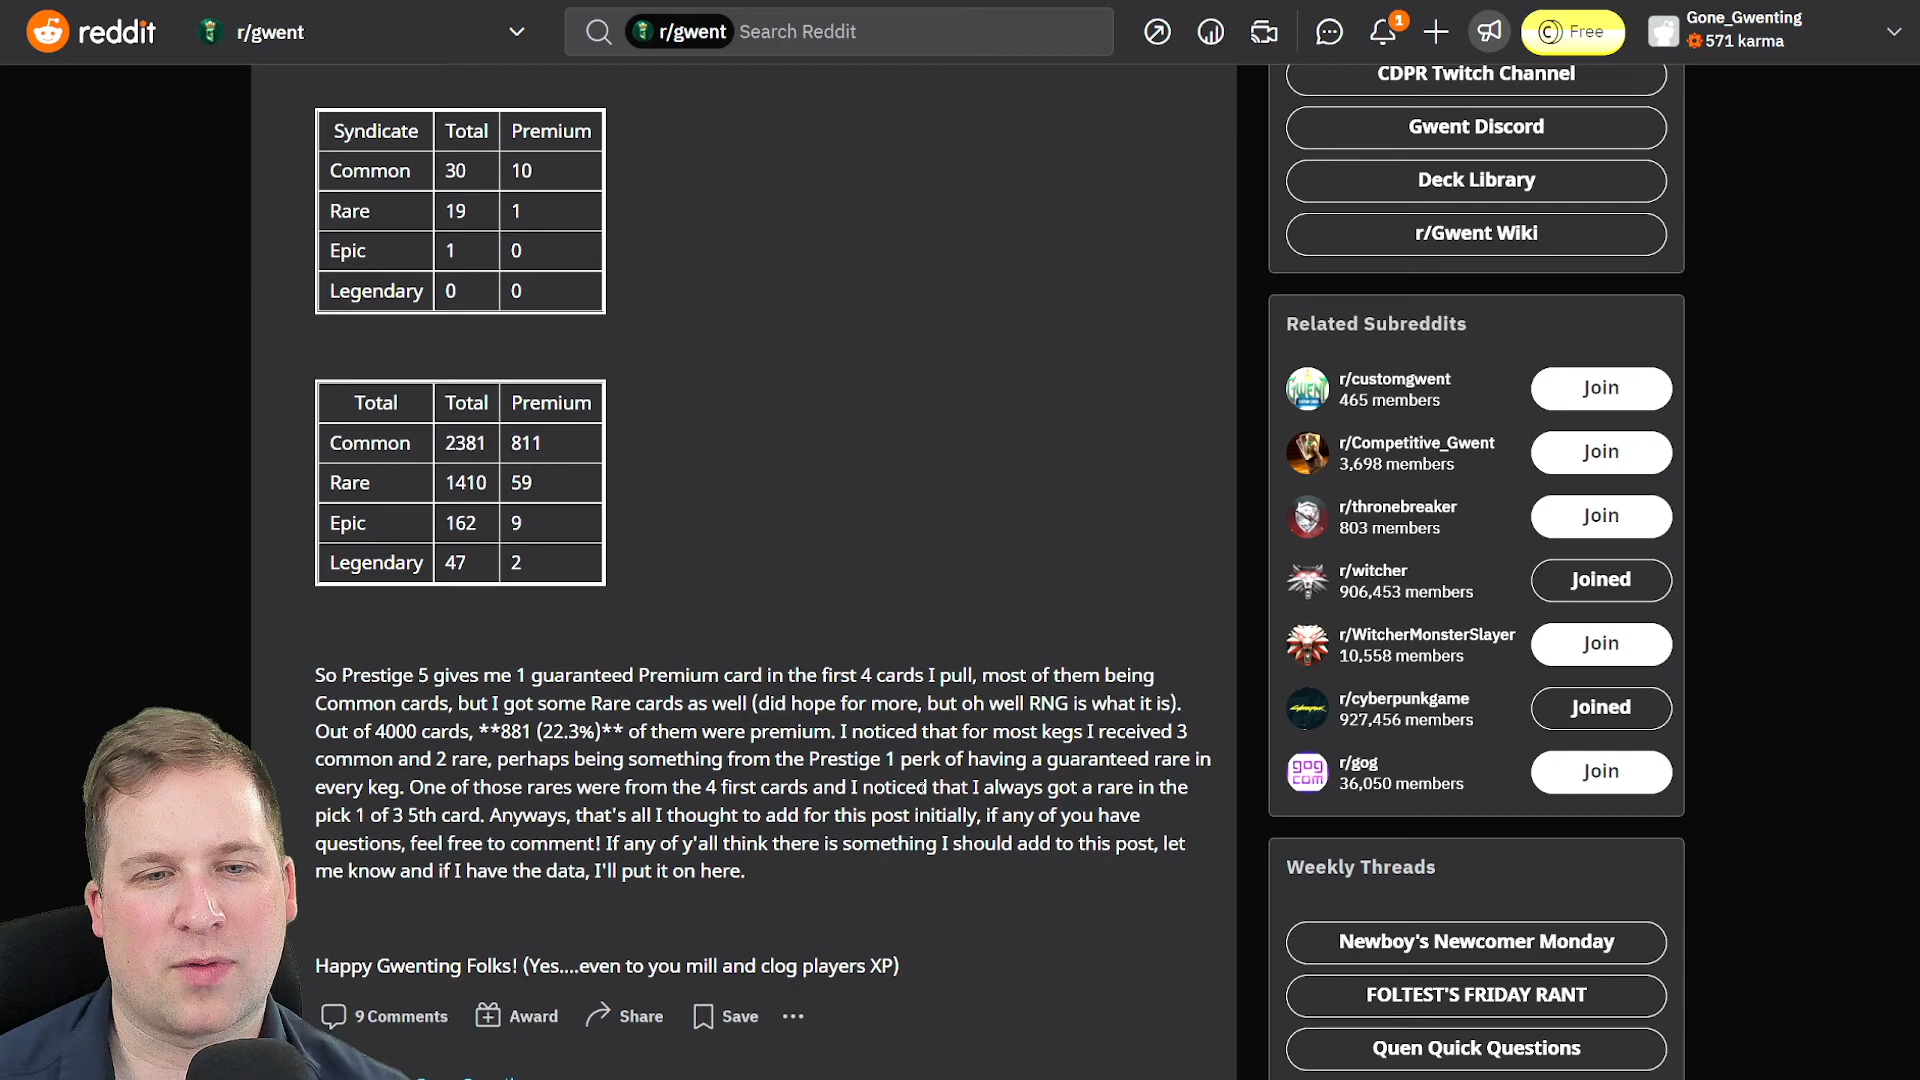 reddit r/gwent r/gwent Search Reddit 1 Free Gone_Gwenting
571 karma
Syndicate Total Premium
Common 30 10
Rare 19 1
Epic 1 0
Legendary 0 0
Total Total Premium
Common 2381 811
Rare 1410 59
Epic 162 9
Legendary 47 2
So Prestige 5 gives me 1 guaranteed Premium card in the first 4 cards I pull, most of them being
Common cards, but I got some Rare cards as well (did hope for more, but oh well RNG is what it is).
Out of 4000 cards, **881 (22.3%)** of them were premium. I noticed that for most kegs I received 3
common and 2 rare, perhaps being something from the Prestige 1 perk of having a guaranteed rare in
every keg. One of those rares were from the 4 first cards and I noticed that I always got a rare in the
pick 1 of 3 5th card. Anyways, that's all I thought to add for this post initially, if any of you have
questions, feel free to comment! If any of y'all think there is something I should add to this post, let
me know and if I have the data, I'll put it on here.
Happy Gwenting Folks! (Yes....even to you mill and clog players XP)
9 Comments Award Share Save
CDPR Twitch Channel
Gwent Discord
Deck Library
r/Gwent Wiki
Related Subreddits
r/customgwent
465 members
Join
r/Competitive_Gwent
3,698 members
Join
r/thronebreaker
803 members
Join
r/witcher
906,453 members
Joined
r/WitcherMonsterSlayer
10,558 members
Join
r/cyberpunkgame
927,456 members
Joined
gog
com
r/gog
36,050 members
Join
Weekly Threads
Newboy's Newcomer Monday
FOLTEST'S FRIDAY RANT
Quen Quick Questions